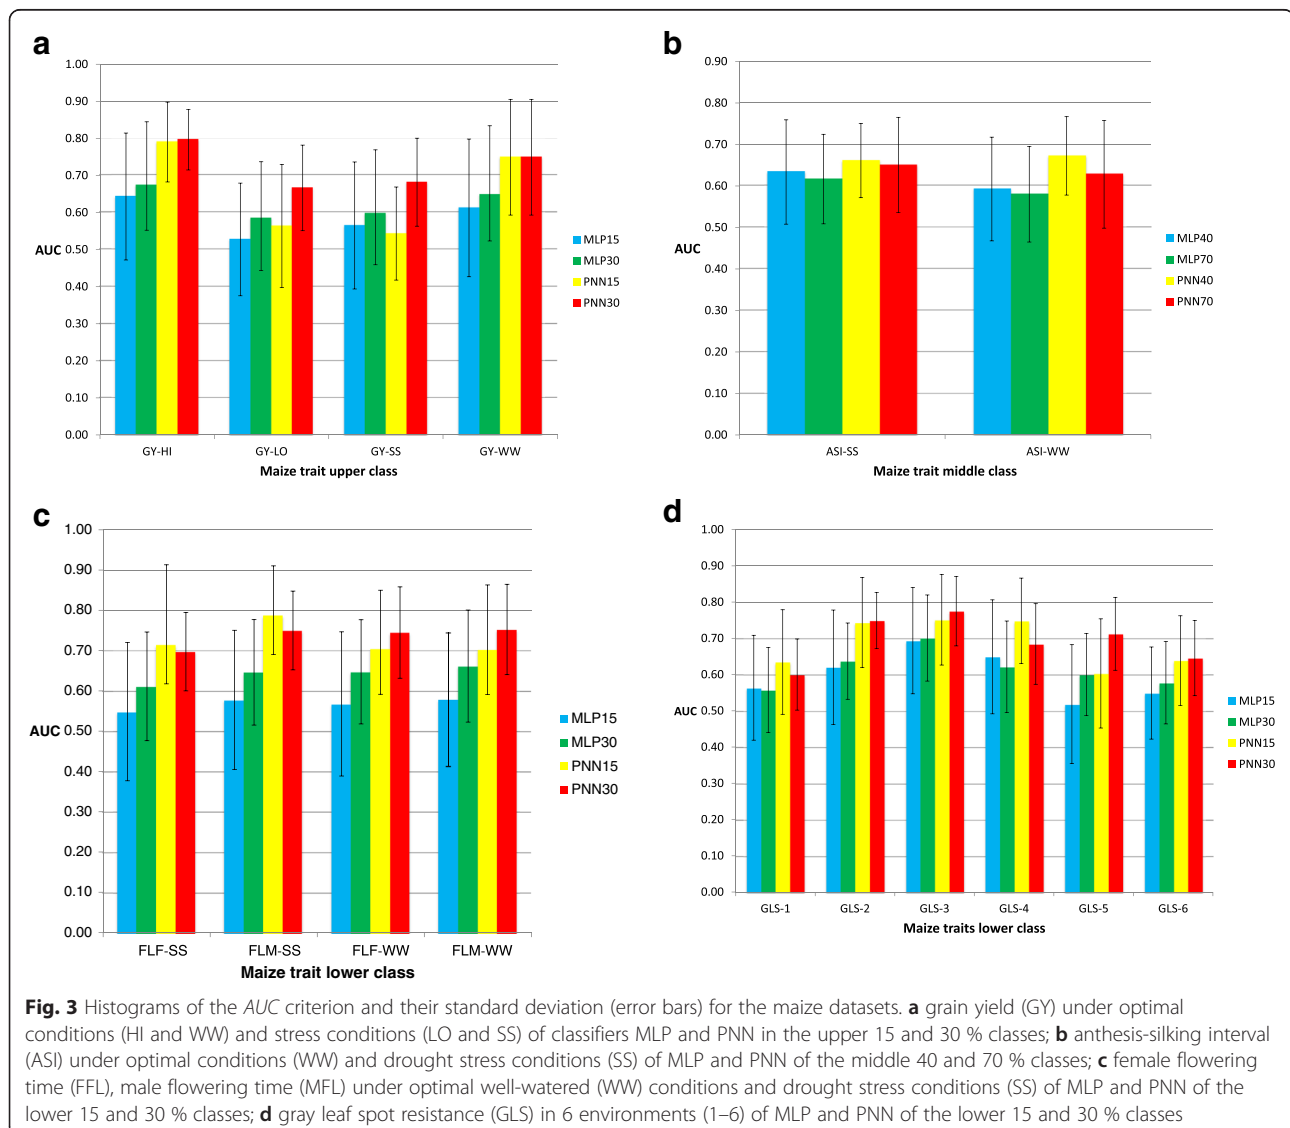 a
1.00
0.90
0.80
0.70
0.60
0.50
0.40
0.30
0.20
0.10
0.00
AUC
GY-HI GY-LO GY-SS GY-WW
Maize trait upper class
MLP15
MLP30
PNN15
PNN30
b
0.90
0.80
0.70
0.60
0.50
0.40
0.30
0.20
0.10
0.00
AUC
ASI-SS ASI-WW
Maize trait middle class
MLP40
MLP70
PNN40
PNN70
c
1.00
0.90
0.80
0.70
0.60
0.50
0.40
0.30
0.20
0.10
0.00
AUC
FLF-SS FLM-SS FLF-WW FLM-WW
Maize trait lower class
MLP15
MLP30
PNN15
PNN30
d
1.00
0.90
0.80
0.70
0.60
0.50
0.40
0.30
0.20
0.10
0.00
AUC
GLS-1 GLS-2 GLS-3 GLS-4 GLS-5 GLS-6
Maize traits lower class
MLP15
MLP30
PNN15
PNN30
Fig. 3 Histograms of the AUC criterion and their standard deviation (error bars) for the maize datasets. a grain yield (GY) under optimal
conditions (HI and WW) and stress conditions (LO and SS) of classifiers MLP and PNN in the upper 15 and 30 % classes; b anthesis-silking interval
(ASI) under optimal conditions (WW) and drought stress conditions (SS) of MLP and PNN of the middle 40 and 70 % classes; c female flowering
time (FFL), male flowering time (MFL) under optimal well-watered (WW) conditions and drought stress conditions (SS) of MLP and PNN of the
lower 15 and 30 % classes; d gray leaf spot resistance (GLS) in 6 environments (1–6) of MLP and PNN of the lower 15 and 30 % classes